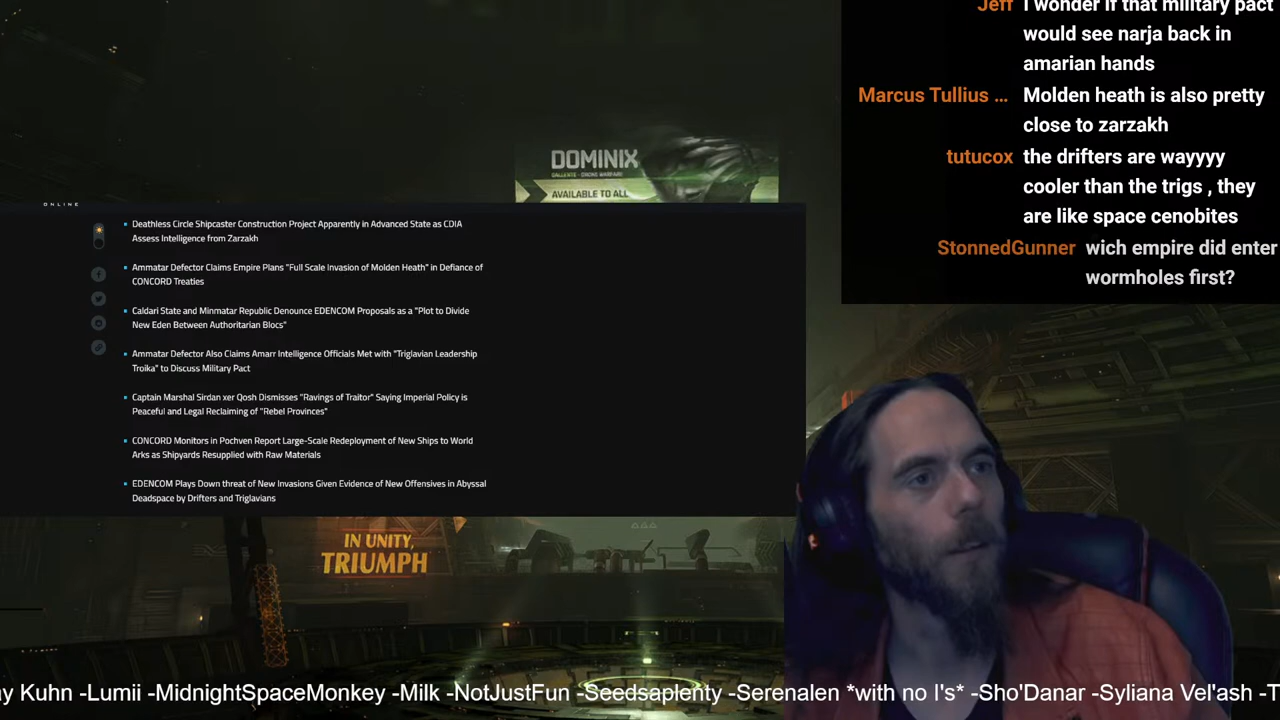 Jeff I wonder if that military pact
would see narja back in
amarian hands
Marcus Tullius ... Molden heath is also pretty
close to zarzakh
tutucox the drifters are wayyyy
cooler than the trigs , they
are like space cenobites
StonnedGunner wich empire did enter
wormholes first?
DOMINIX
GALLENTE - DRONE WARFARE
AVAILABLE TO ALL
ONLINE
Deathless Circle Shipcaster Construction Project Apparently in Advanced State as CDIA
Assess Intelligence from Zarzakh
Ammatar Defector Claims Empire Plans "Full Scale Invasion of Molden Heath" in Defiance of
CONCORD Treaties
Caldari State and Minmatar Republic Denounce EDENCOM Proposals as a "Plot to Divide
New Eden Between Authoritarian Blocs"
Ammatar Defector Also Claims Amarr Intelligence Officials Met with "Triglavian Leadership
Troika" to Discuss Military Pact
Captain Marshal Sirdan xer Qosh Dismisses "Ravings of Traitor" Saying Imperial Policy is
Peaceful and Legal Reclaiming of "Rebel Provinces"
CONCORD Monitors in Pochven Report Large-Scale Redeployment of New Ships to World
Arks as Shipyards Resupplied with Raw Materials
EDENCOM Plays Down threat of New Invasions Given Evidence of New Offensives in Abyssal
Deadspace by Drifters and Triglavians
IN UNITY,
TRIUMPH
ny Kuhn -Lumii -MidnightSpaceMonkey -Milk -NotJustFun -Seedsaplenty -Serenalen *with no I's* -Sho'Danar -Syliana Vel'ash -T